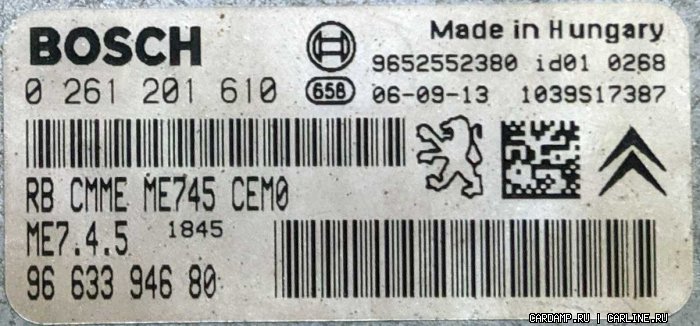 BOSCH
Made in Hungary
9652552380 id01 0268
0 261 201 610
658
06-09-13 1039S17387
RB CMME ME745 CEM0
ME7.4.5 1845
96 633 946 80
CARDAMP.RU | CARLINE.RU